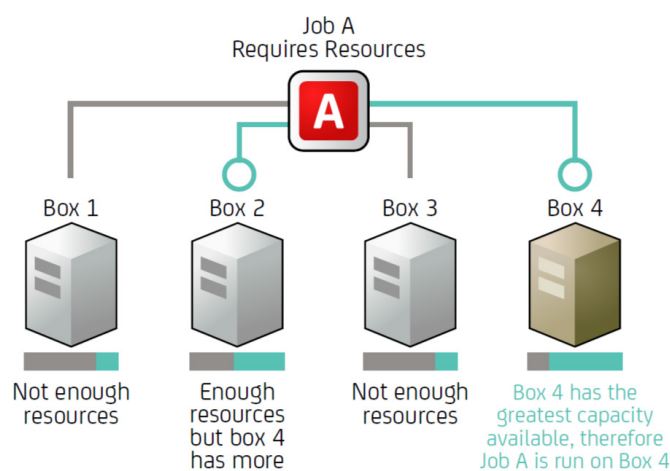 Job A
Requires Resources
A
Box 1
Box 2
Box 3
Box 4
Not enough
resources
Enough
resources
but box 4
has more
Not enough
resources
Box 4 has the
greatest capacity
available, therefore
Job A is run on Box 4